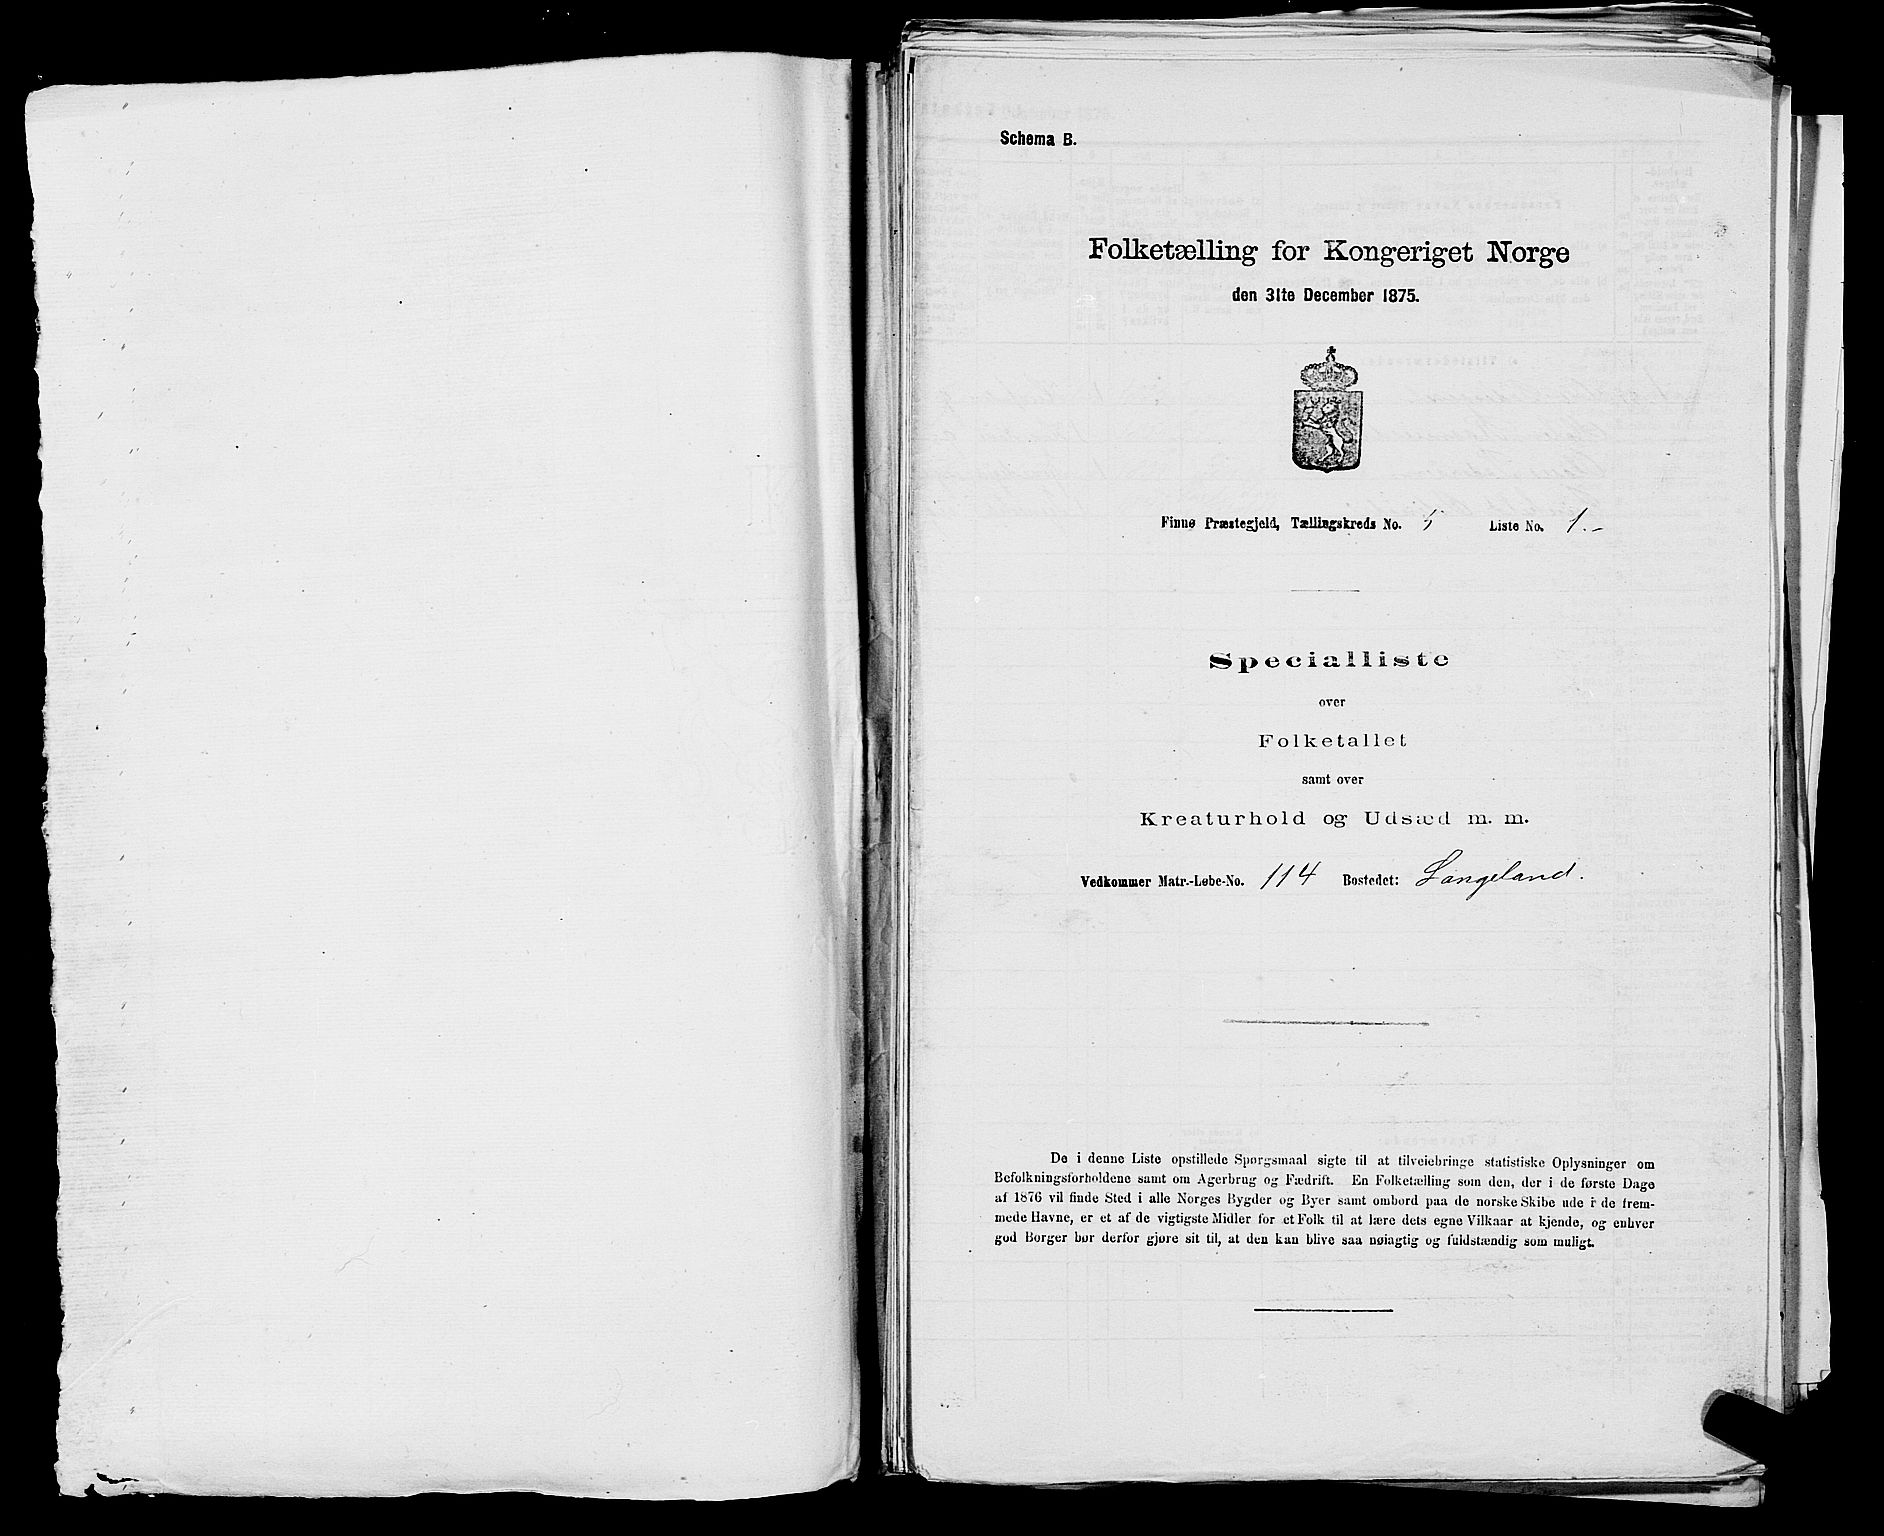 Schema B.
Folketælling for Kongeriget Norge
den 31te December 1875.
Finnø Præstegjeld, Tællingskreds No. 5 Liste No. 1.-
Specialliste
over
Folketallet
samt over
Kreaturhold og Udsæd m. m.
Vedkommer Matr.-Løbe-No. 114 Bostedet: Langeland.
De i denne Liste opstillede Spørgsmaal sigte til at tilveiebringe statistiske Oplysninger om
Befolkningsforholdene samt om Agerbrug og Fædrift. En Folketælling som den, der i de første Dage
af 1876 vil finde Sted i alle Norges Bygder og Byer samt ombord paa de norske Skibe ude i de frem-
mede Havne, er et af de vigtigste Midler for et Folk til at lære dets egne Vilkaar at kjende, og enhver
god Borger bør derfor gjøre sit til, at den kan blive saa nøiagtig og fuldstændig som muligt.